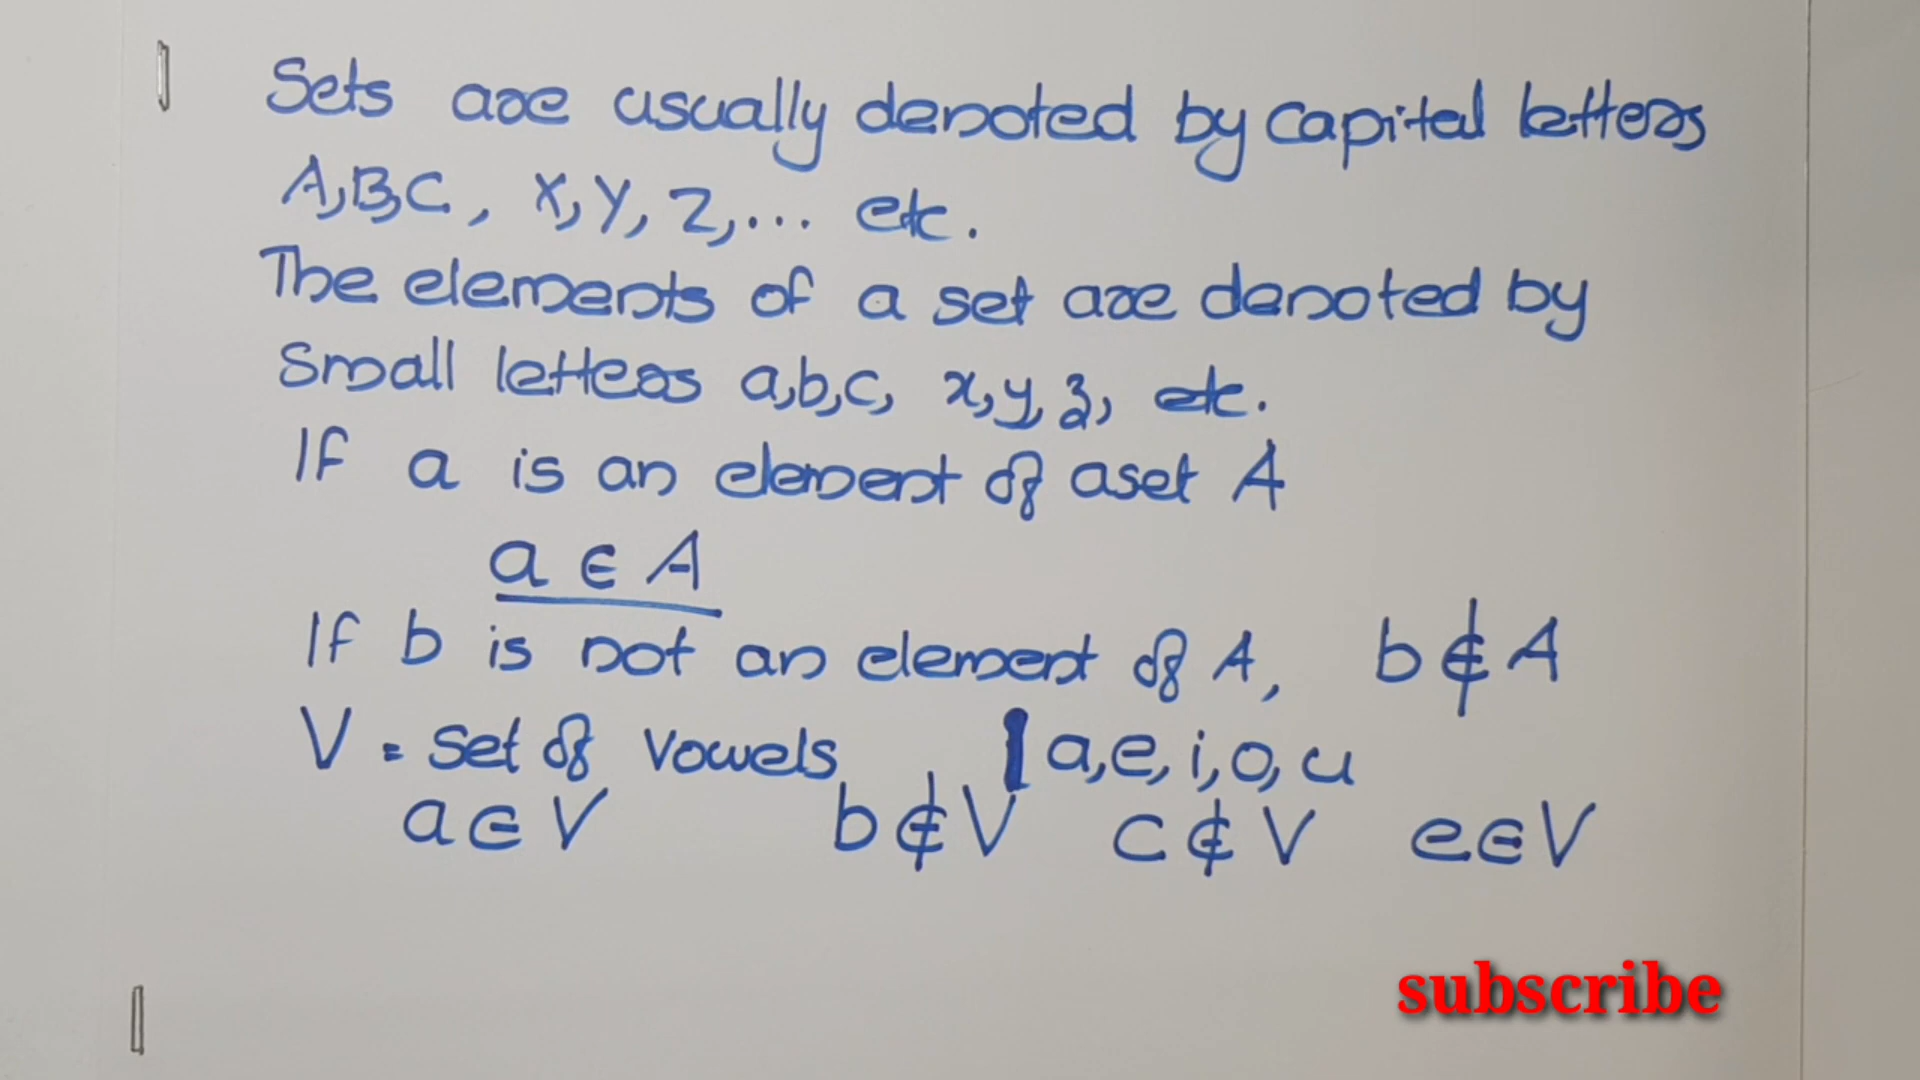 Sets are usually denoted by capital letters
A,B,C, X,Y,Z,... etc.
The elements of a set are denoted by
Small letters a,b,c, x,y,z, etc.
If a is an element of a set A
a ∈ A
If b is not an element of A, b ∉ A
V = Set of Vowels a,e,i,o,u
a ∈ V b ∉ V c ∉ V e ∈ V
subscribe